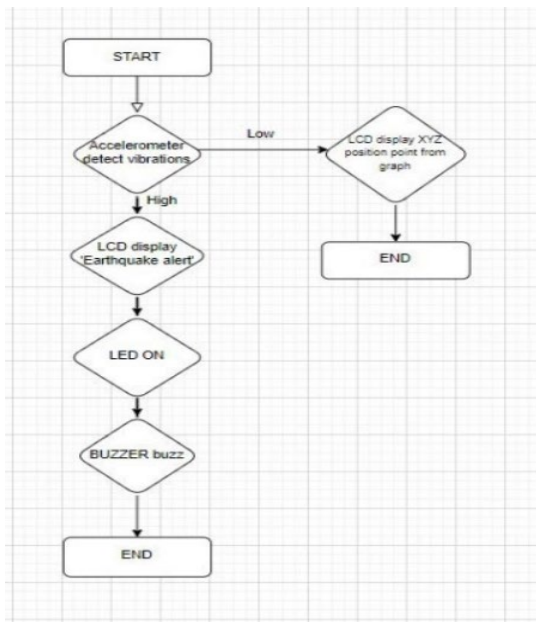 START
Accelerometer
detect vibrations
Low
LCD display XYZ
position point from
graph
High
LCD display
'Earthquake alert'
END
LED ON
BUZZER buzz
END